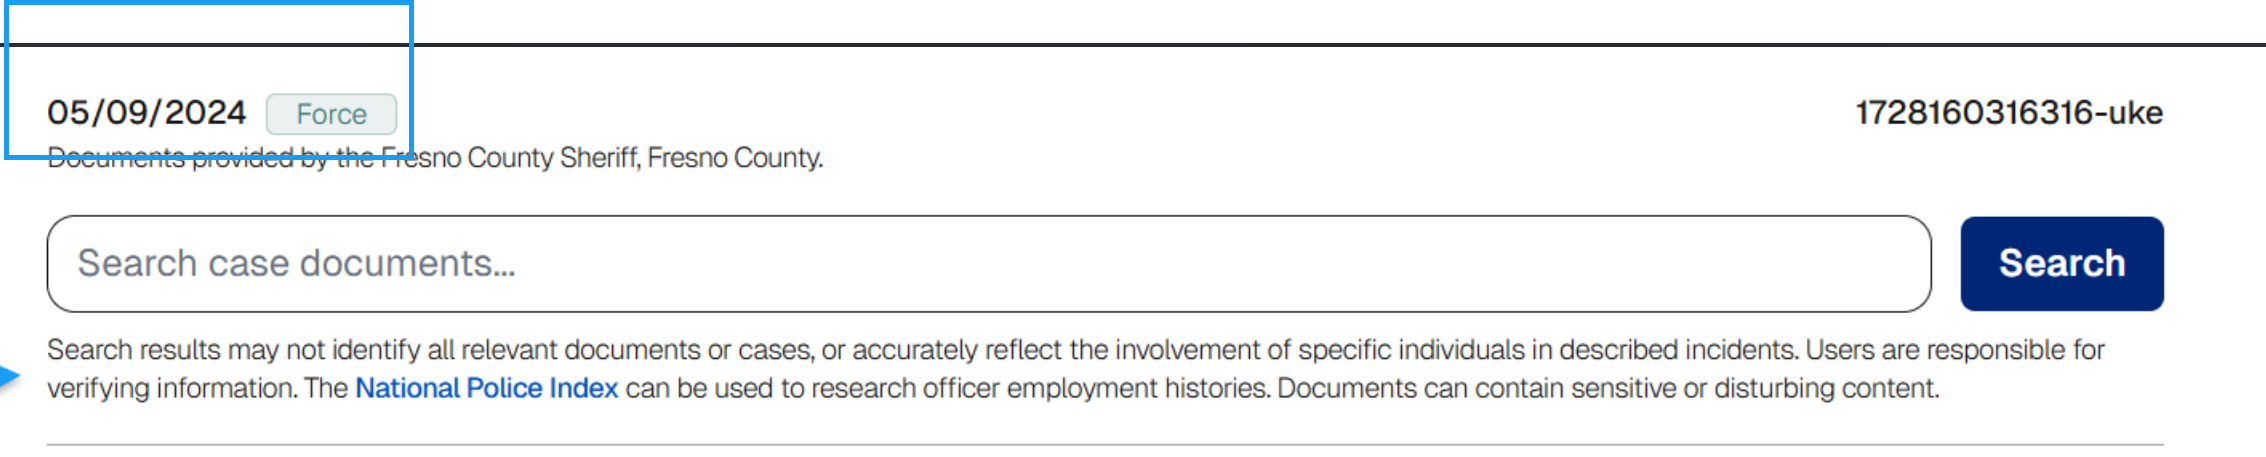 05/09/2024 Force 1728160316316-uke
Documents provided by the Fresno County Sheriff, Fresno County.
Search case documents... Search
Search results may not identify all relevant documents or cases, or accurately reflect the involvement of specific individuals in described incidents. Users are responsible for
verifying information. The National Police Index can be used to research officer employment histories. Documents can contain sensitive or disturbing content.